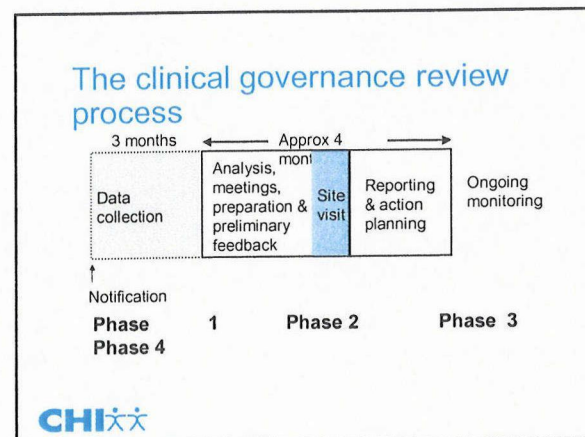 The clinical governance review
process
3 months
Approx 4
mont
Data
collection
Analysis,
meetings,
preparation &
preliminary
feedback
Site
visit
Reporting
& action
planning
Ongoing
monitoring
Notification
Phase 1 Phase 2 Phase 3
Phase 4
CHI